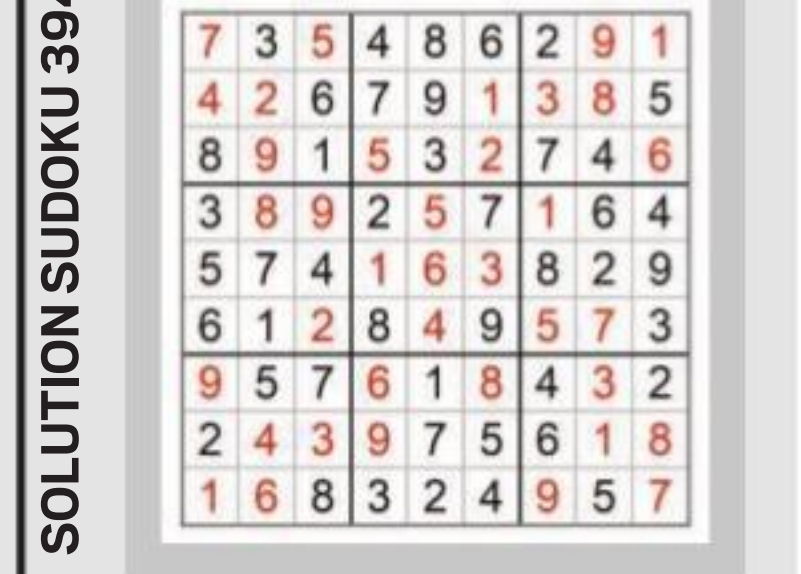 SOLUTION SUDOKU 394
7 3 5 4 8 6 2 9 1
4 2 6 7 9 1 3 8 5
8 9 1 5 3 2 7 4 6
3 8 9 2 5 7 1 6 4
5 7 4 1 6 3 8 2 9
6 1 2 8 4 9 5 7 3
9 5 7 6 1 8 4 3 2
2 4 3 9 7 5 6 1 8
1 6 8 3 2 4 9 5 7